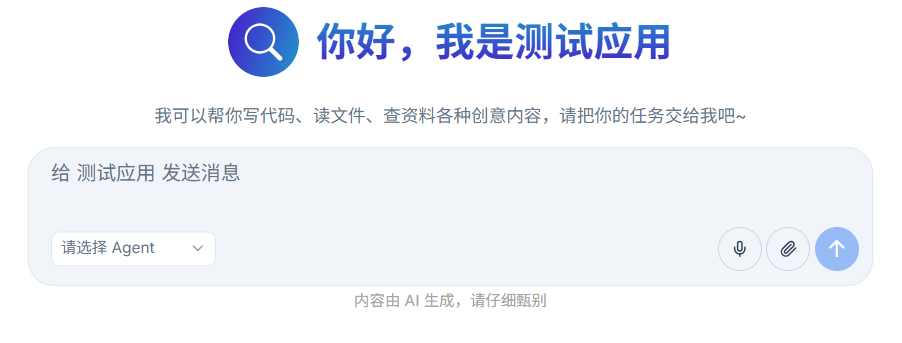 你好，我是测试应用
我可以帮你写代码、读文件、查资料各种创意内容，请把你的任务交给我吧~
给 测试应用 发送消息
请选择 Agent
内容由 AI 生成，请仔细甄别